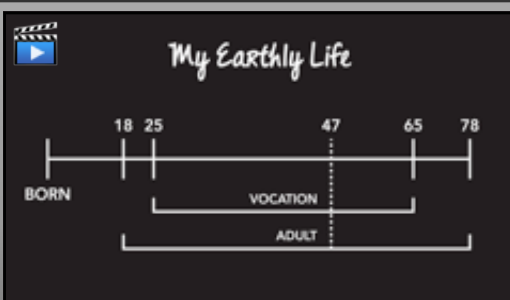 My Earthly Life
18 25 47 65 78
BORN
VOCATION
ADULT